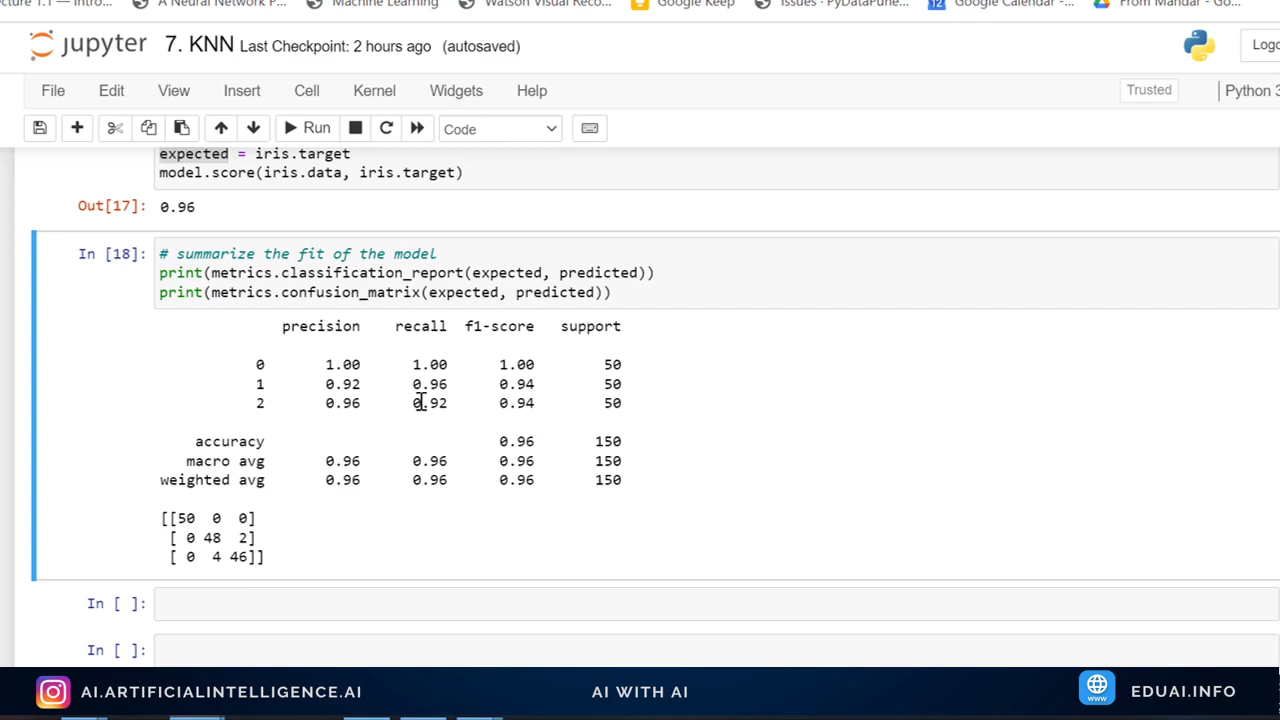 cture 1.1 — Intro... A Neural Network P... Machine Learning Watson Visual Reco... Google Keep Issues · PyDataPune... Google Calendar -... From Mandar - Go...
jupyter 7. KNN Last Checkpoint: 2 hours ago (autosaved) Logo
File Edit View Insert Cell Kernel Widgets Help Trusted Python 3
Run Code
expected = iris.target
model.score(iris.data, iris.target)
Out[17]: 0.96
In [18]: # summarize the fit of the model
print(metrics.classification_report(expected, predicted))
print(metrics.confusion_matrix(expected, predicted))
precision recall f1-score support
0 1.00 1.00 1.00 50
1 0.92 0.96 0.94 50
2 0.96 0.92 0.94 50
accuracy 0.96 150
macro avg 0.96 0.96 0.96 150
weighted avg 0.96 0.96 0.96 150
[[50 0 0]
[ 0 48 2]
[ 0 4 46]]
In [ ]:
In [ ]:
AI.ARTIFICIALINTELLIGENCE.AI AI WITH AI WWW EDUAI.INFO